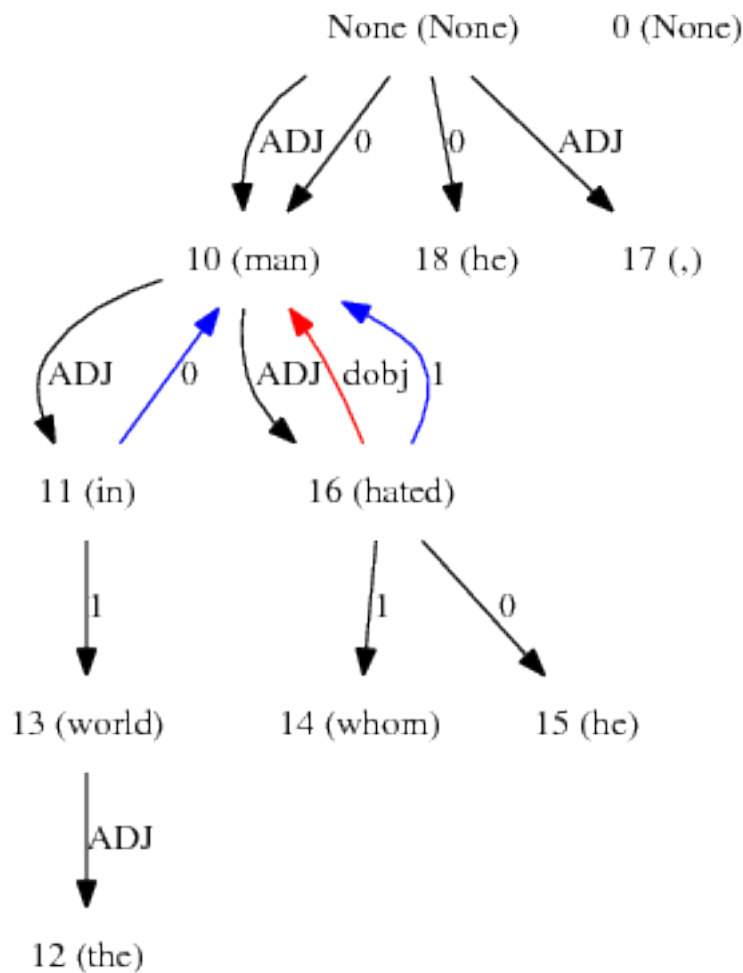 None (None) 0 (None)
ADJ 0 0 ADJ
10 (man) 18 (he) 17 (,)
ADJ 0 ADJ dobj 1
11 (in) 16 (hated)
1 1 0
13 (world) 14 (whom) 15 (he)
ADJ
12 (the)